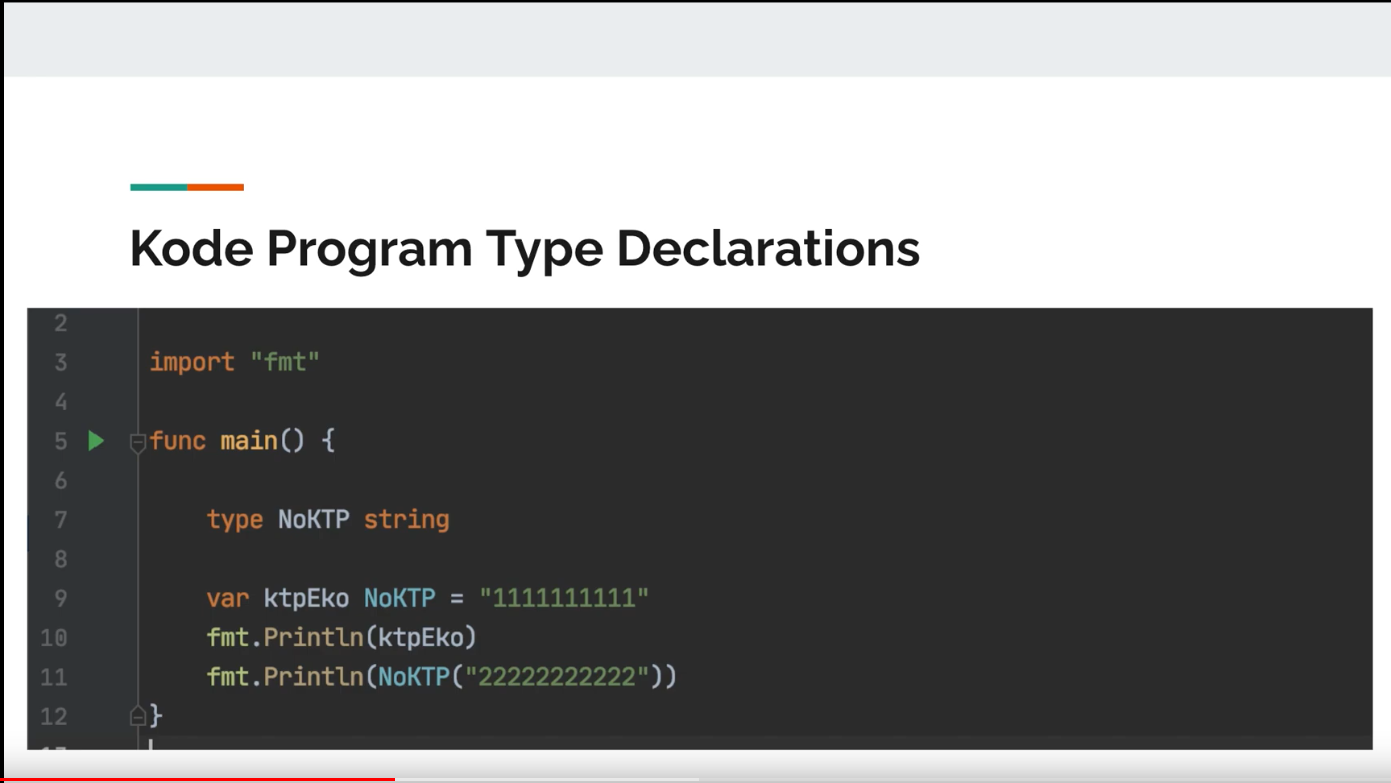 Kode Program Type Declarations
2
3 import "fmt"
4
5 func main() {
6
7 type NoKTP string
8
9 var ktpEko NoKTP = "1111111111"
10 fmt.Println(ktpEko)
11 fmt.Println(NoKTP("22222222222"))
12 }